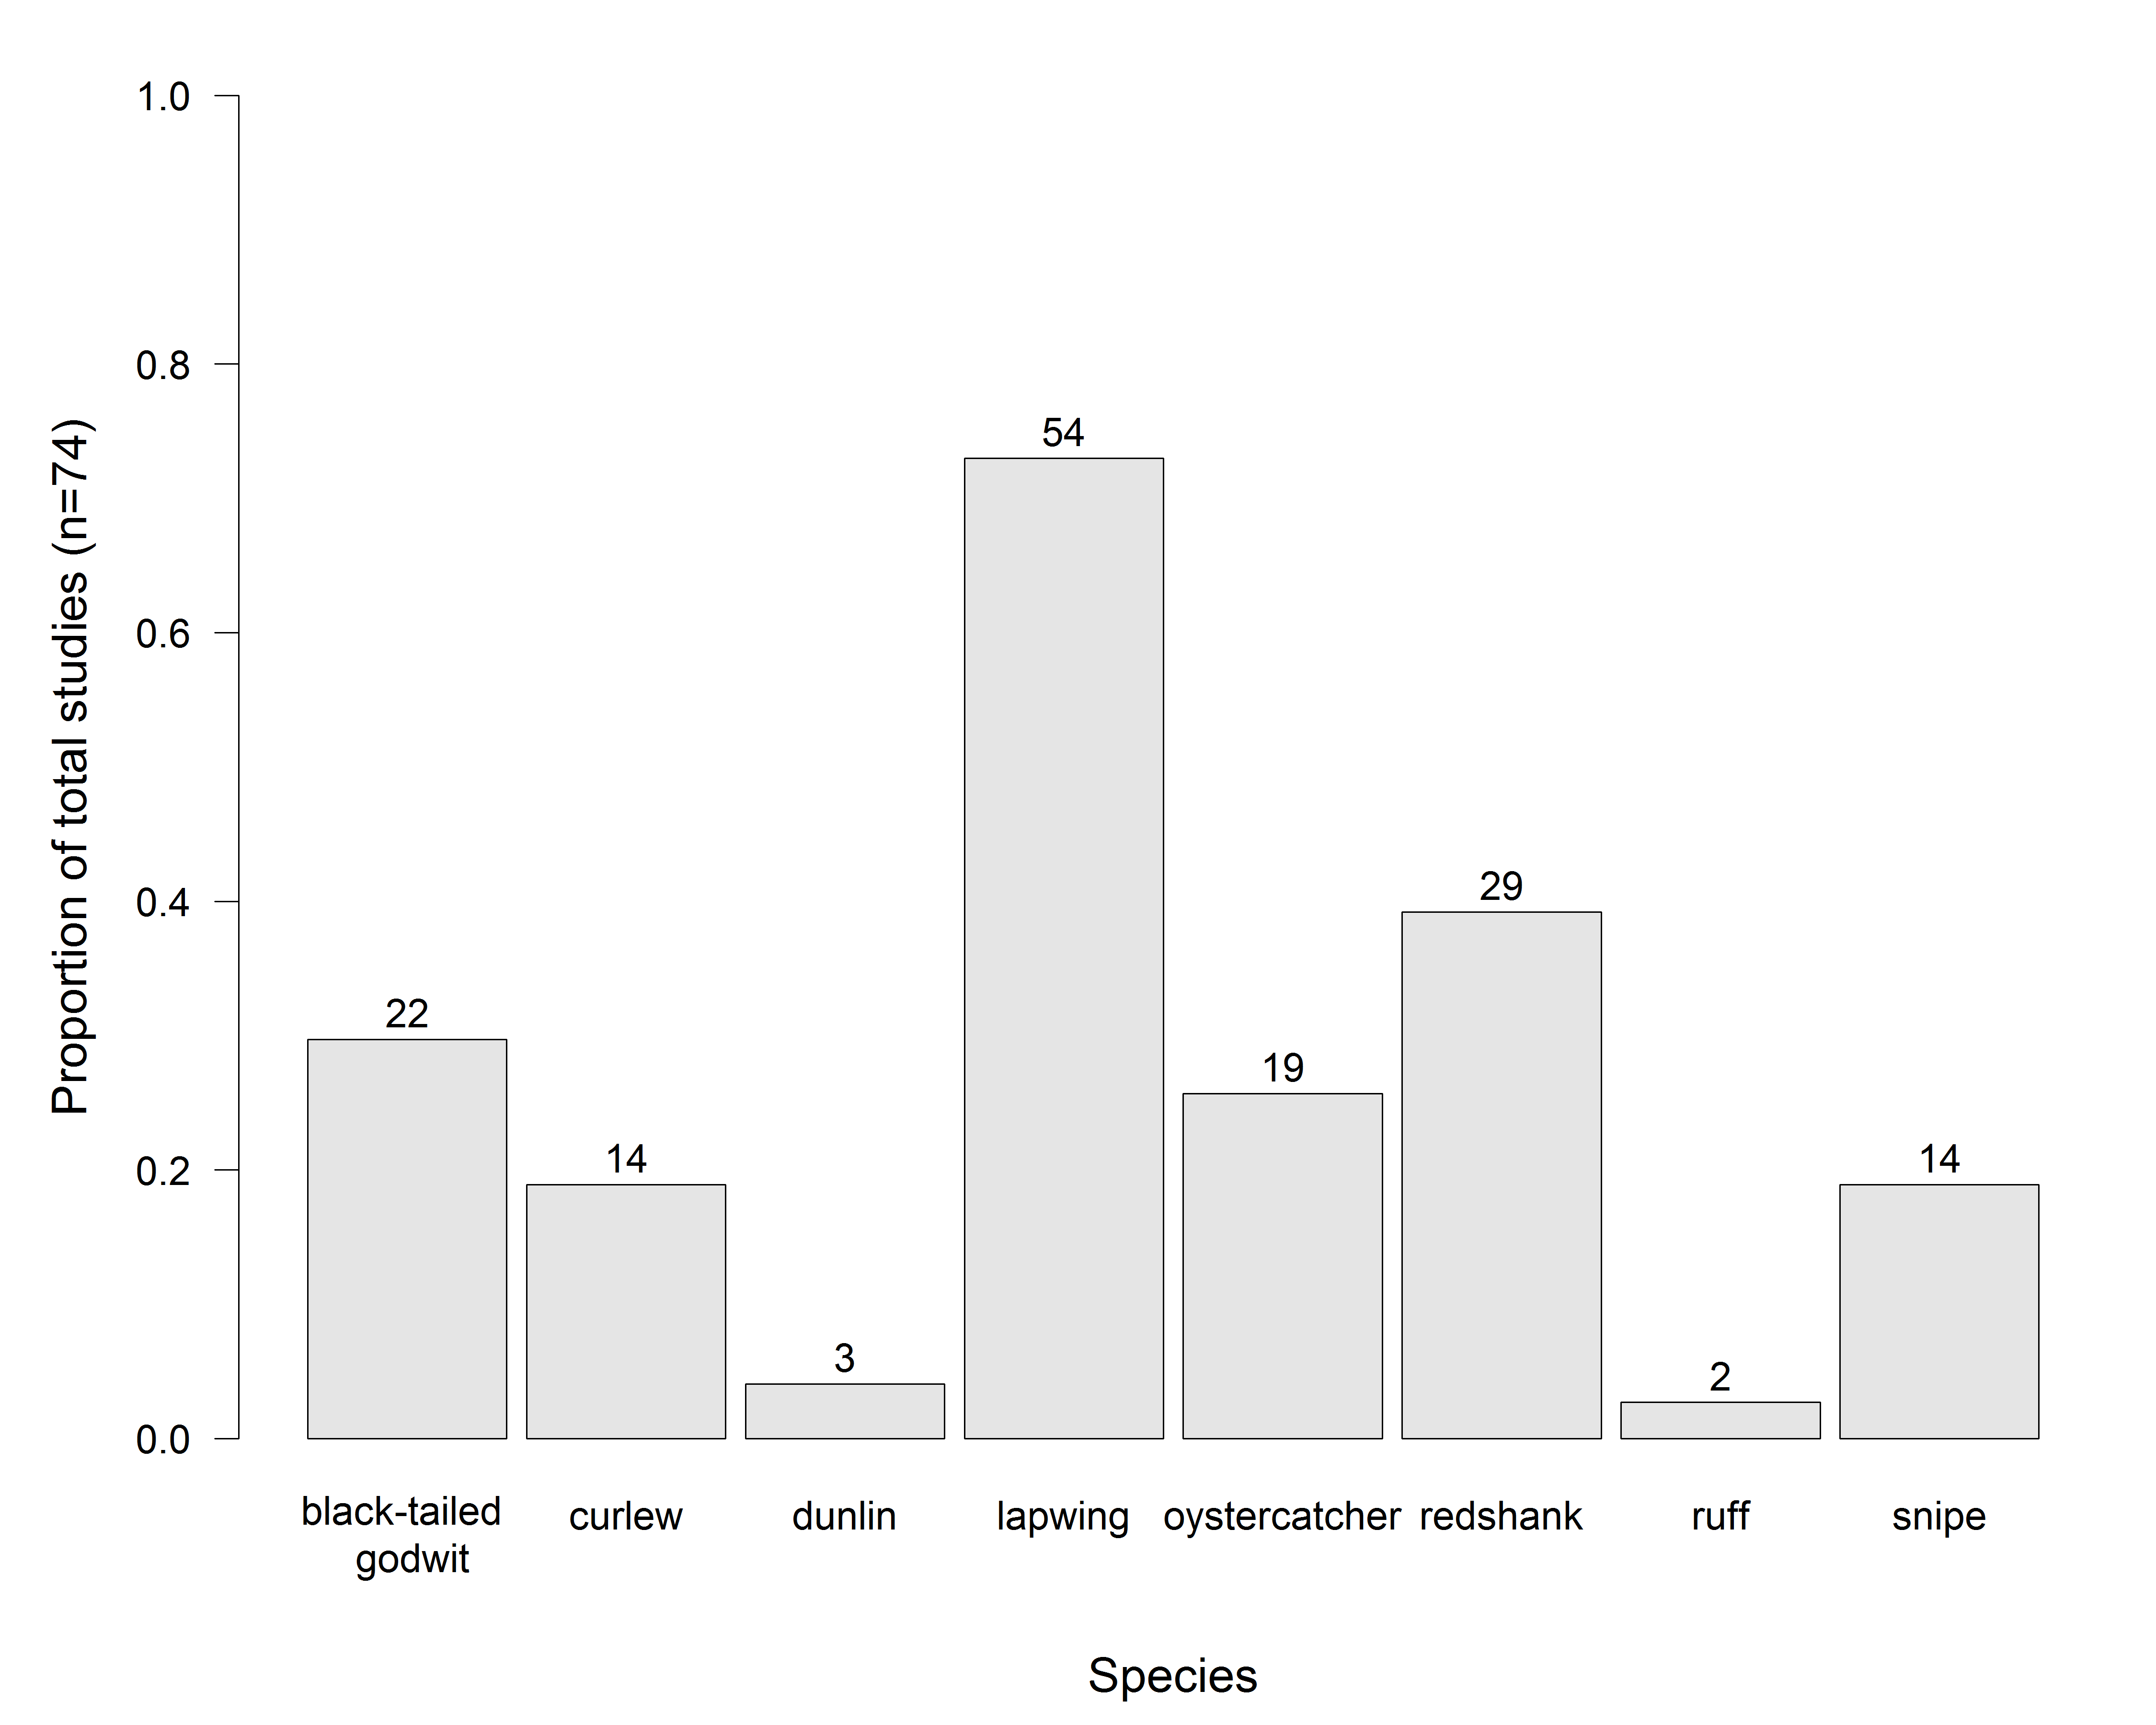 Proportion of total studies (n=74)
1.0
0.8
0.6
0.4
0.2
0.0
22
14
3
54
19
29
2
14
black-tailed
godwit
curlew
dunlin
lapwing
oystercatcher
redshank
ruff
snipe
Species